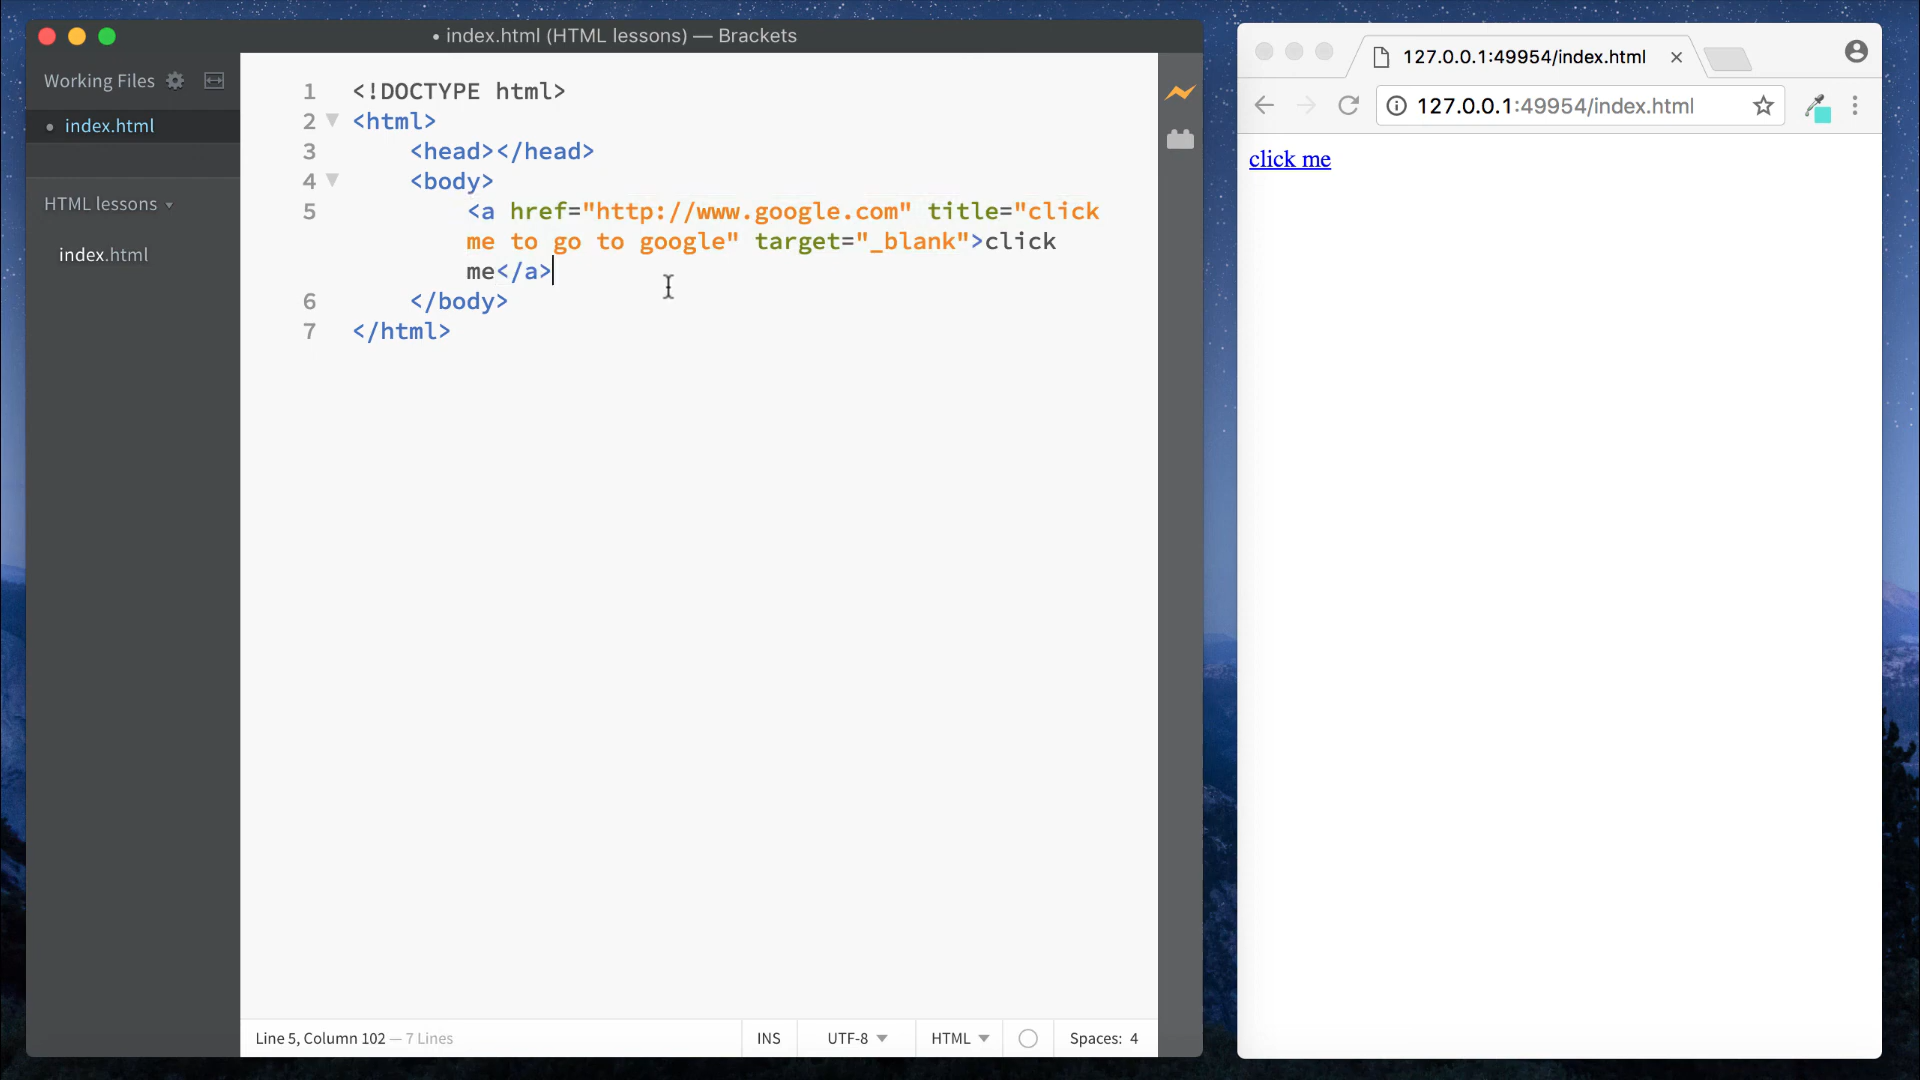 • index.html (HTML lessons) — Brackets
Working Files
• index.html
HTML lessons
index.html
1 <!DOCTYPE html>
2 <html>
3 <head></head>
4 <body>
5 <a href="http://www.google.com" title="click
me to go to google" target="_blank">click
me</a>
6 </body>
7 </html>
Line 5, Column 102 — 7 Lines
INS
UTF-8
HTML
Spaces: 4
127.0.0.1:49954/index.html
127.0.0.1:49954/index.html
click me